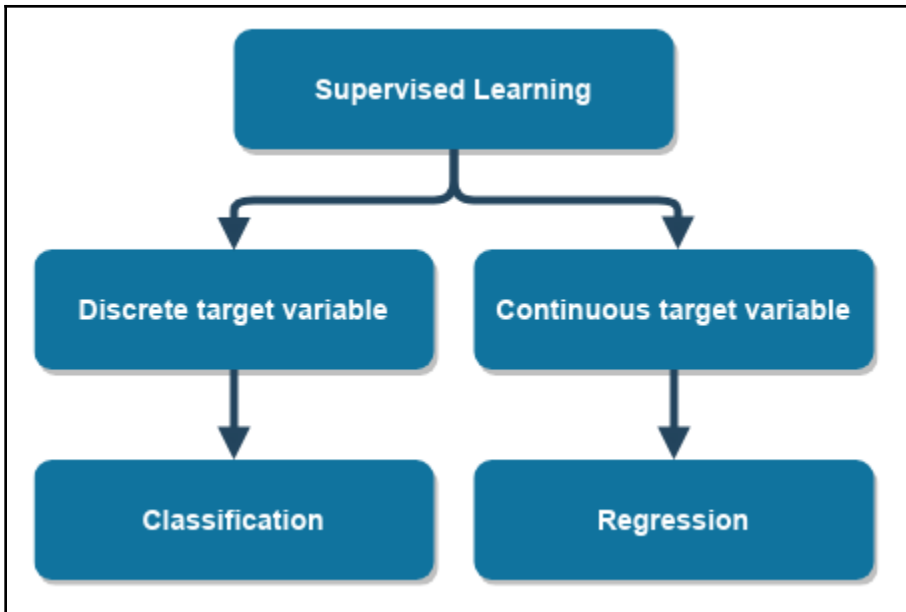 Supervised Learning
Discrete target variable
Continuous target variable
Classification
Regression